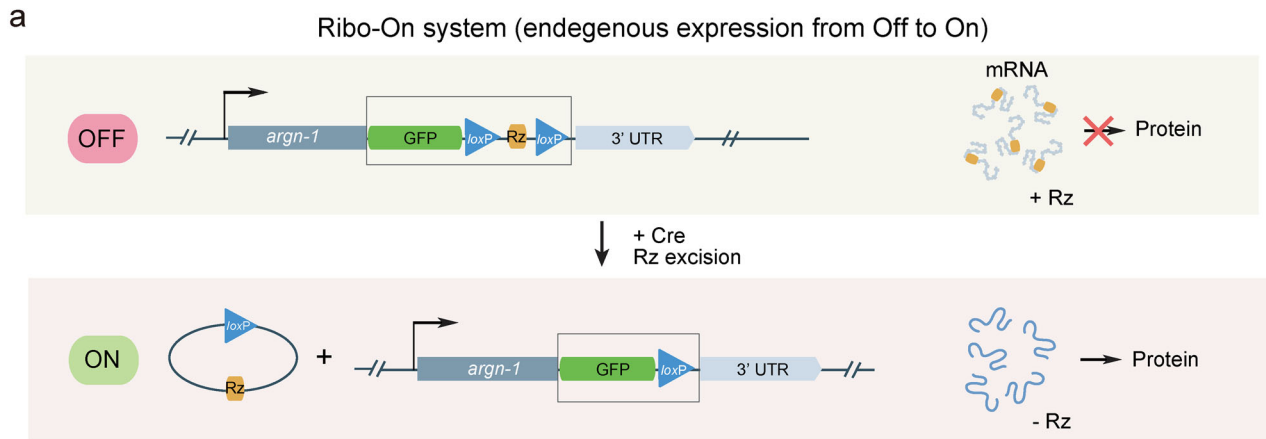 a
Ribo-On system (endegenous expression from Off to On)
mRNA
OFF
argn-1
GFP
loxP
Rz
loxP
3' UTR
Protein
+ Rz
+ Cre
Rz excision
ON
loxP
Rz
+
argn-1
GFP
loxP
3' UTR
Protein
- Rz